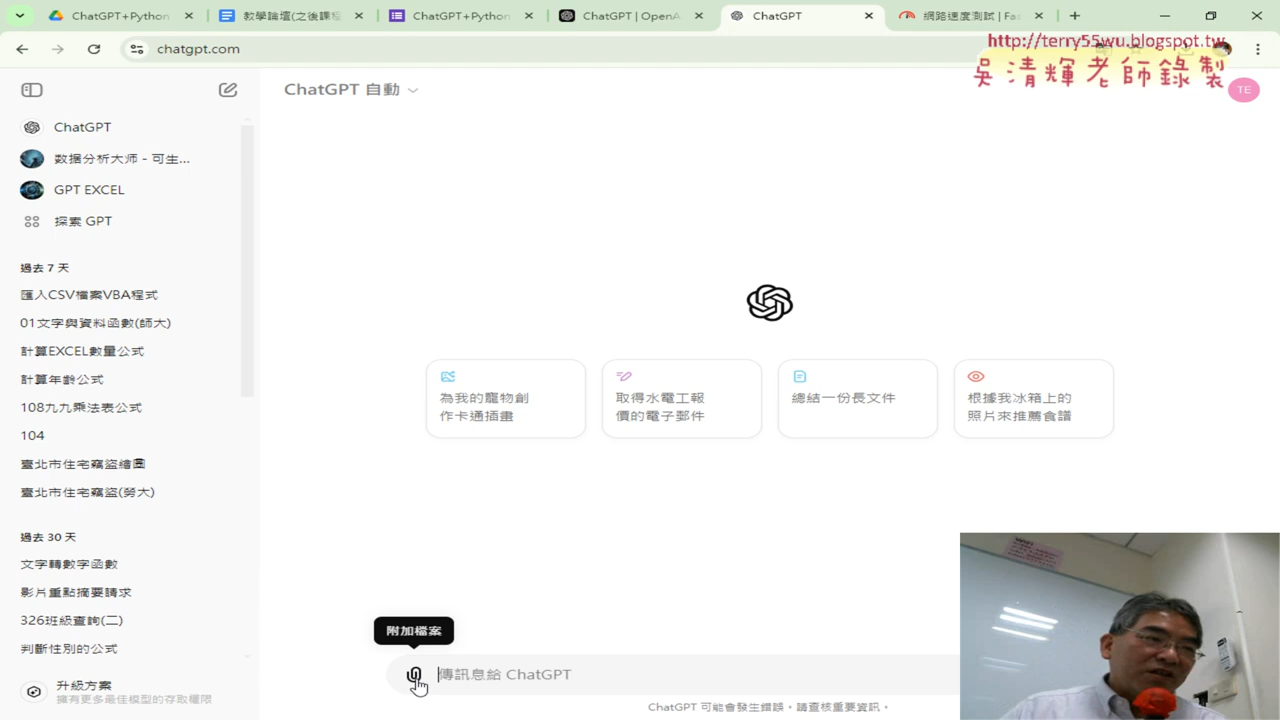 ChatGPT+Python
教學論壇(之後課程
ChatGPT+Python
ChatGPT | OpenA
ChatGPT
網路速度測試 | Fas
chatgpt.com
http://terry55wu.blogspot.tw
吳清輝老師錄製
ChatGPT 自動
TE
ChatGPT
数据分析大师 - 可生...
GPT EXCEL
探索 GPT
過去 7 天
匯入CSV檔案VBA程式
01文字與資料函數(師大)
計算EXCEL數量公式
計算年齡公式
108九九乘法表公式
104
臺北市住宅竊盜繪圖
臺北市住宅竊盜(勞大)
過去 30 天
文字轉數字函數
影片重點摘要請求
326班級查詢(二)
判斷性別的公式
升級方案
擁有更多最佳模型的存取權限
為我的寵物創
作卡通插畫
取得水電工報
價的電子郵件
總結一份長文件
根據我冰箱上的
照片來推薦食譜
附加檔案
傳訊息給 ChatGPT
ChatGPT 可能會發生錯誤。請查核重要資訊。